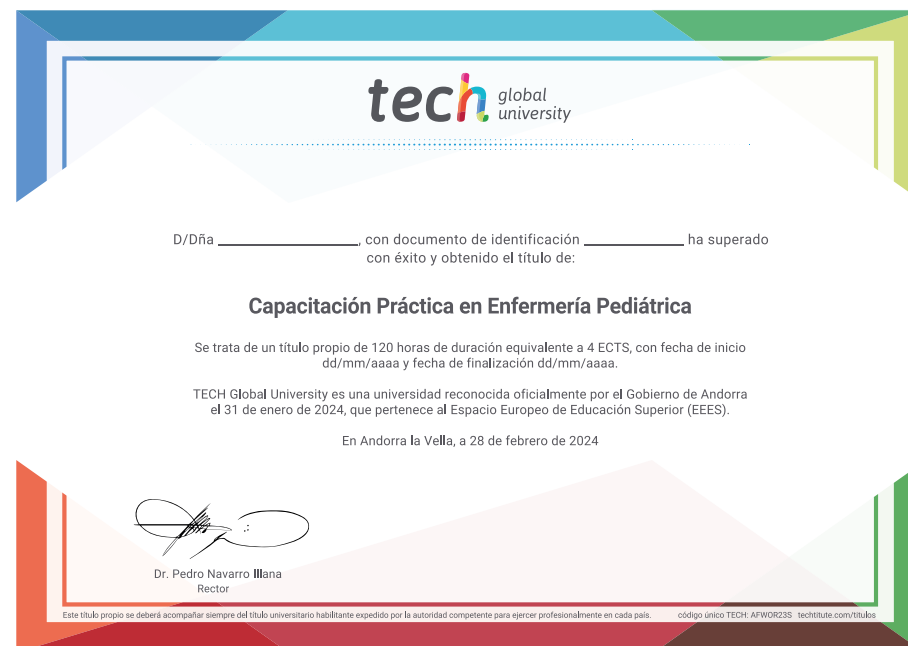 tech global
university
D/Dña ____________________, con documento de identificación ______________ ha superado
con éxito y obtenido el título de:
Capacitación Práctica en Enfermería Pediátrica
Se trata de un título propio de 120 horas de duración equivalente a 4 ECTS, con fecha de inicio
dd/mm/aaaa y fecha de finalización dd/mm/aaaa.
TECH Global University es una universidad reconocida oficialmente por el Gobierno de Andorra
el 31 de enero de 2024, que pertenece al Espacio Europeo de Educación Superior (EEES).
En Andorra la Vella, a 28 de febrero de 2024
Dr. Pedro Navarro Illana
Rector
Este título propio se deberá acompañar siempre del título universitario habilitante expedido por la autoridad competente para ejercer profesionalmente en cada país. código único TECH: AFWOR23S techtitute.com/titulos